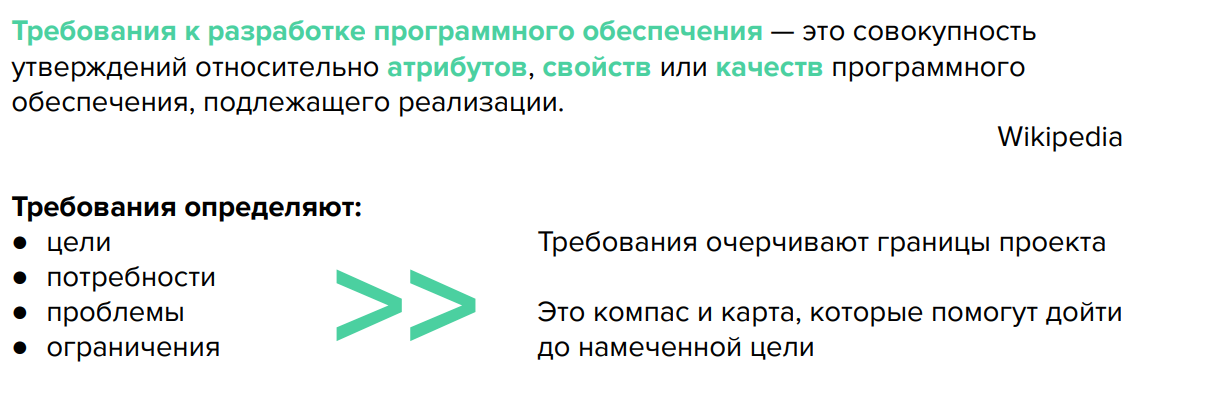 Требования к разработке программного обеспечения — это совокупность
утверждений относительно атрибутов, свойств или качеств программного
обеспечения, подлежащего реализации.
Wikipedia
Требования определяют:
● цели
● потребности
● проблемы
● ограничения
>>
Требования очерчивают границы проекта
Это компас и карта, которые помогут дойти
до намеченной цели